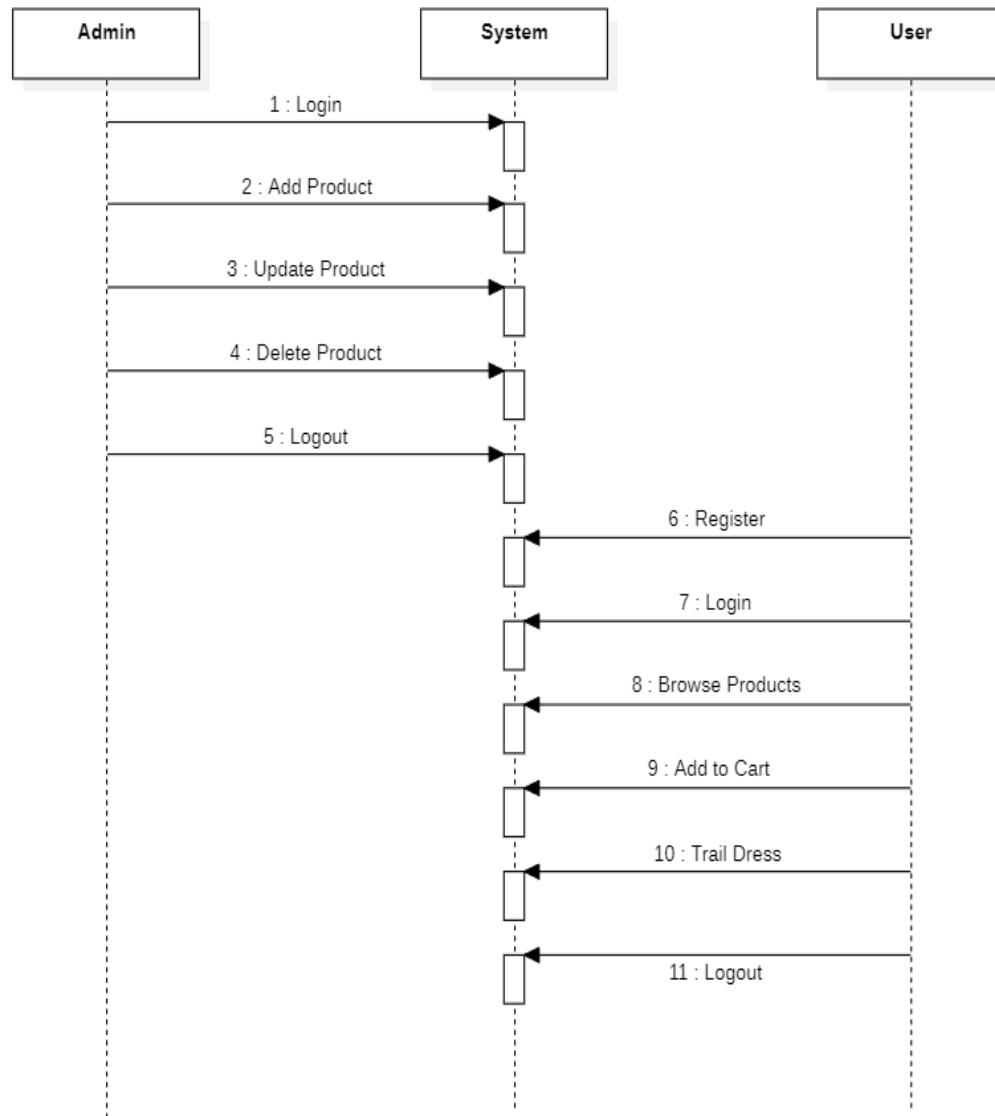 Admin
System
User
1 : Login
2 : Add Product
3 : Update Product
4 : Delete Product
5 : Logout
6 : Register
7 : Login
8 : Browse Products
9 : Add to Cart
10 : Trail Dress
11 : Logout